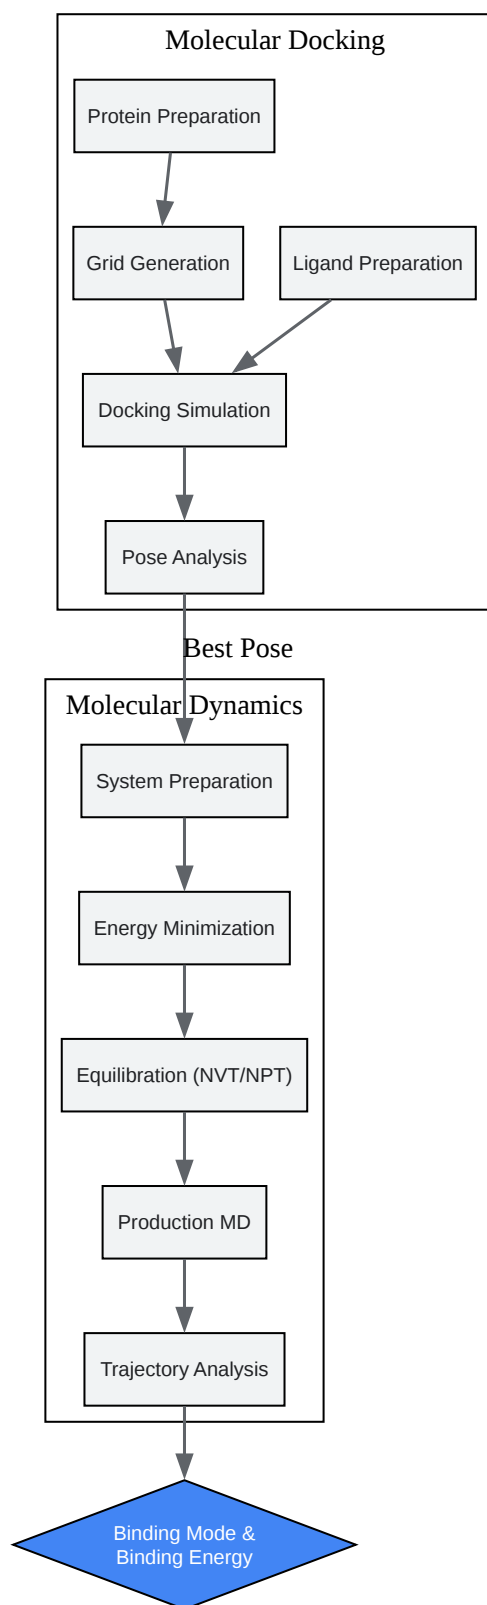 Molecular Docking
Protein Preparation
Grid Generation
Ligand Preparation
Docking Simulation
Pose Analysis
Best Pose
Molecular Dynamics
System Preparation
Energy Minimization
Equilibration (NVT/NPT)
Production MD
Trajectory Analysis
Binding Mode &
Binding Energy